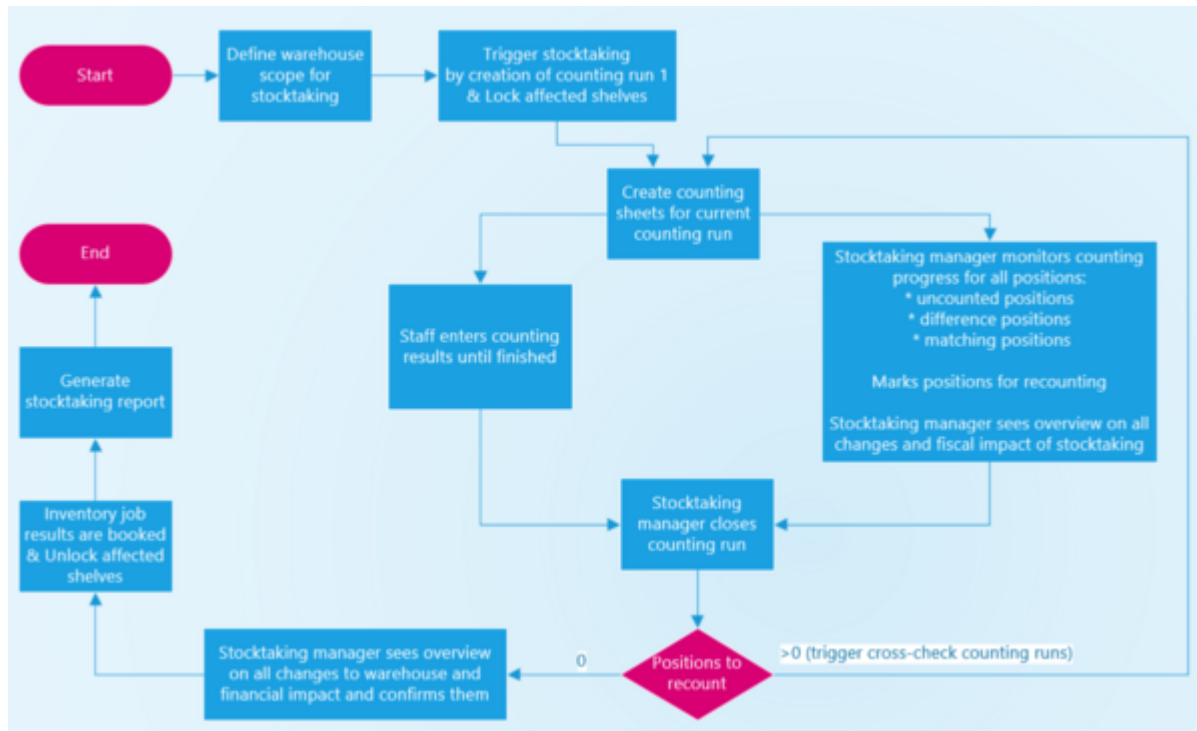 Start
Define warehouse
scope for
stocktaking
Trigger stocktaking
by creation of counting run 1
& Lock affected shelves
Create counting
sheets for current
counting run
End
Stocktaking manager monitors counting
progress for all positions:
* uncounted positions
* difference positions
* matching positions
Marks positions for recounting
Stocktaking manager sees overview on all
changes and fiscal impact of stocktaking
Staff enters counting
results until finished
Generate
stocktaking report
Stocktaking
manager closes
counting run
Inventory job
results are booked
& Unlock affected
shelves
Positions to
recount
>0 (trigger cross-check counting runs)
0
Stocktaking manager sees overview
on all changes to warehouse and
financial impact and confirms them